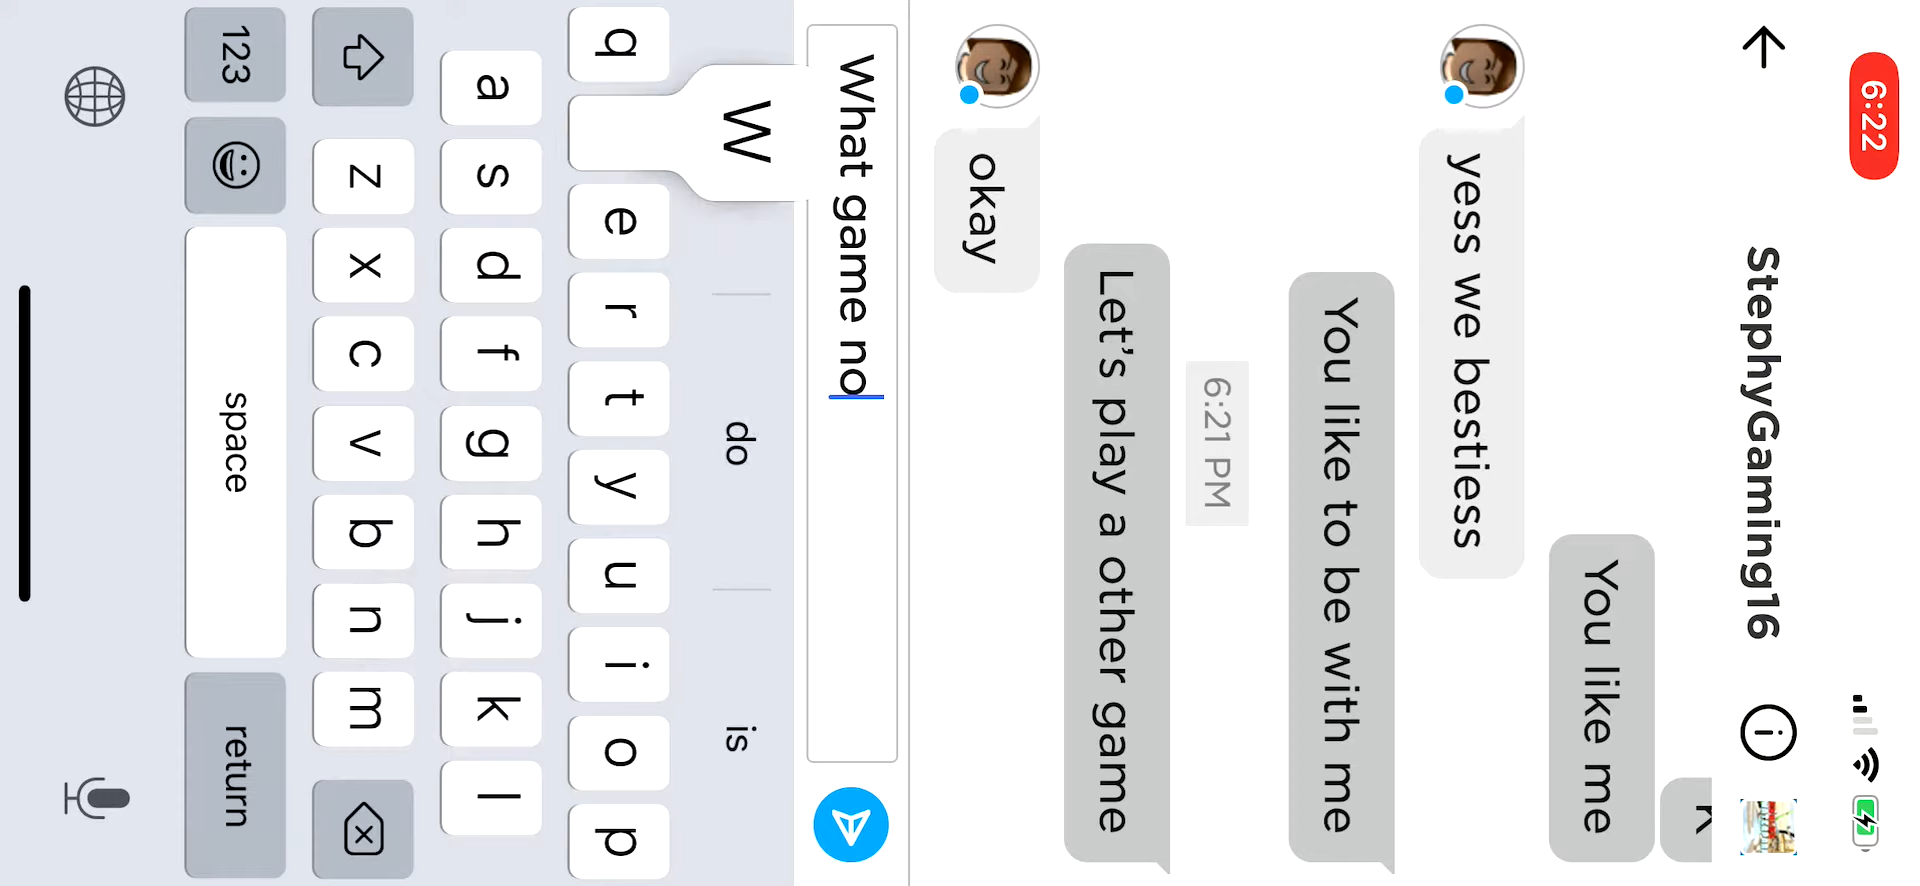 6:22
StephyGaming16
You like me
yess we bestiess
You like to be with me
6:21 PM
Let's play a other game
okay
What game no
do
is
q W e r t y u i o p
a s d f g h j k l
z x c v b n m
123
space
return